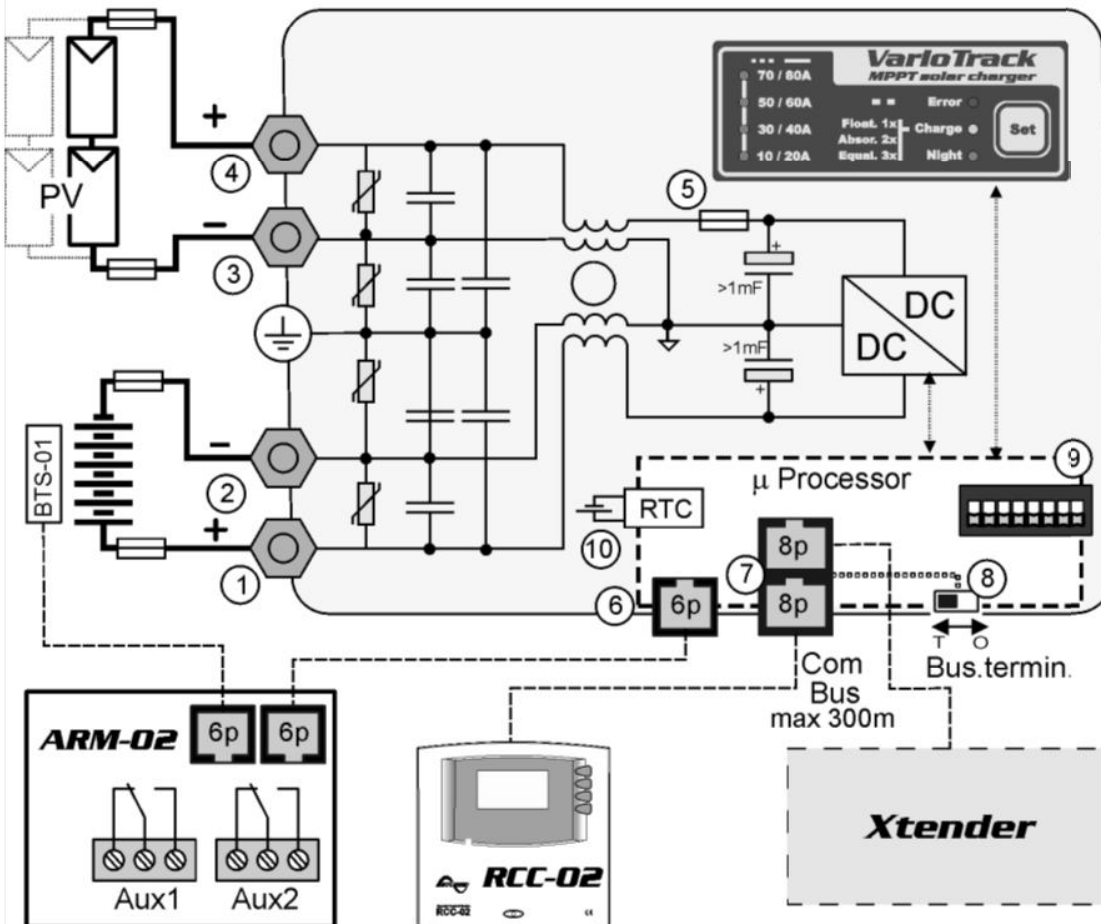 VarioTrack
MPPT solar charger
70 / 80A
50 / 60A
30 / 40A
10 / 20A
Error
Float. 1x
Absor. 2x
Equal. 3x
Charge
Night
Set
+
4
PV
−
3
5
+
>1mF
>1mF
+
DC
DC
BTS-01
−
2
+
1
μ Processor
9
RTC
10
8p
7
8p
6
6p
8
T O
Bus.termin.
Com
Bus
max 300m
ARM-02
6p
6p
Aux1
Aux2
RCC-02
RCC-02
CE
Xtender